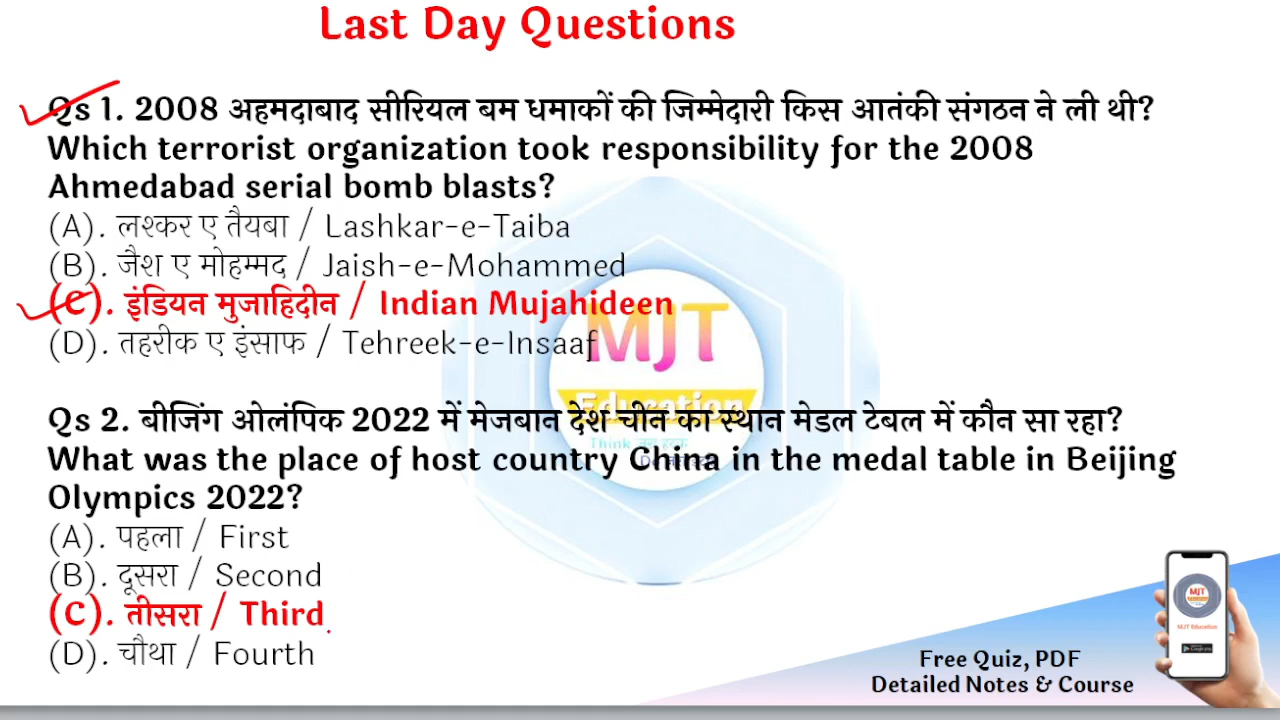 Last Day Questions
Qs 1. 2008 अहमदाबाद सीरियल बम धमाकों की जिम्मेदारी किस आतंकी संगठन ने ली थी?
Which terrorist organization took responsibility for the 2008
Ahmedabad serial bomb blasts?
(A). लश्कर ए तैयबा / Lashkar-e-Taiba
(B). जैश ए मोहम्मद / Jaish-e-Mohammed
(C). इंडियन मुजाहिदीन / Indian Mujahideen
(D). तहरीक ए इंसाफ / Tehreek-e-Insaaf
MJT
Education
Think
Qs 2. बीजिंग ओलंपिक 2022 में मेजबान देश चीन का स्थान मेडल टेबल में कौन सा रहा?
What was the place of host country China in the medal table in Beijing
Olympics 2022?
(A). पहला / First
(B). दूसरा / Second
(C). तीसरा / Third
(D). चौथा / Fourth
MJT
MJT Education
Free Quiz, PDF
Detailed Notes & Course